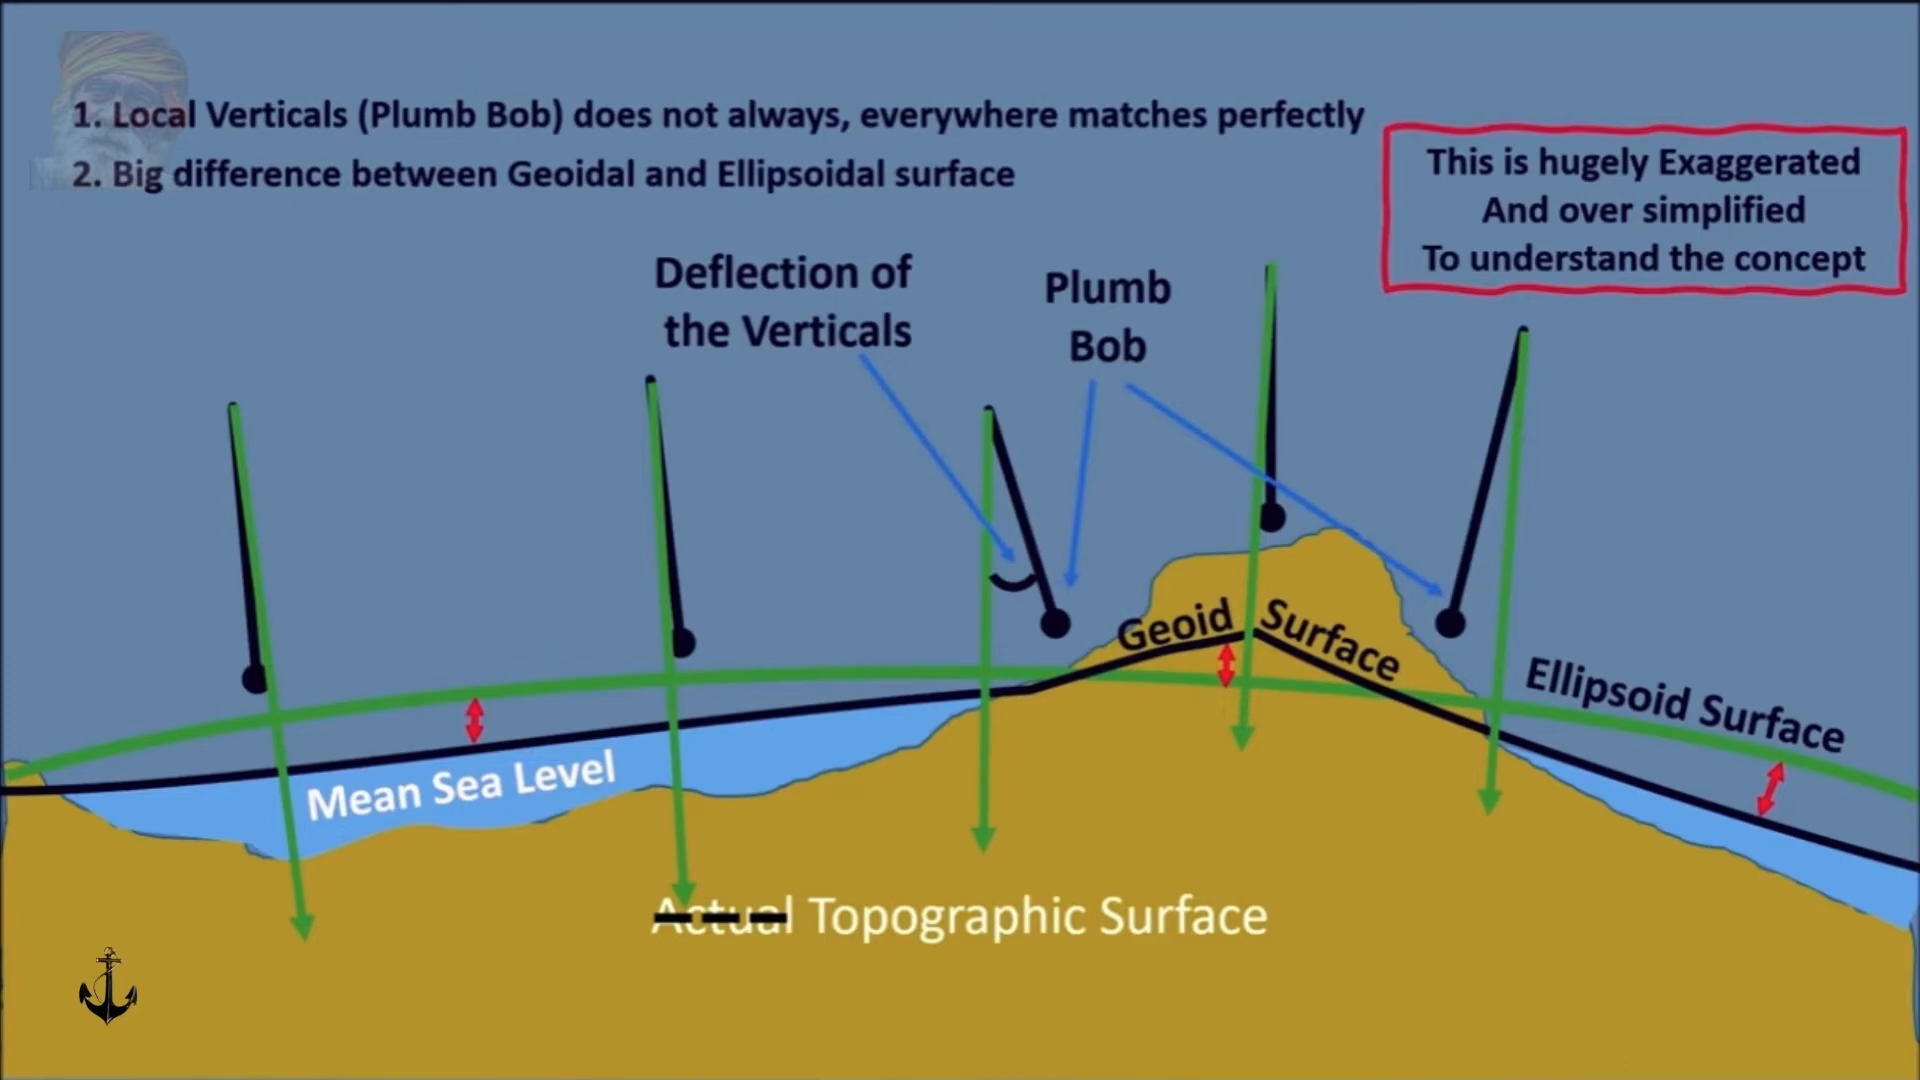 1. Local Verticals (Plumb Bob) does not always, everywhere matches perfectly
2. Big difference between Geoidal and Ellipsoidal surface
This is hugely Exaggerated
And over simplified
To understand the concept
Deflection of
the Verticals
Plumb
Bob
Geoid Surface
Ellipsoid Surface
Mean Sea Level
Actual Topographic Surface